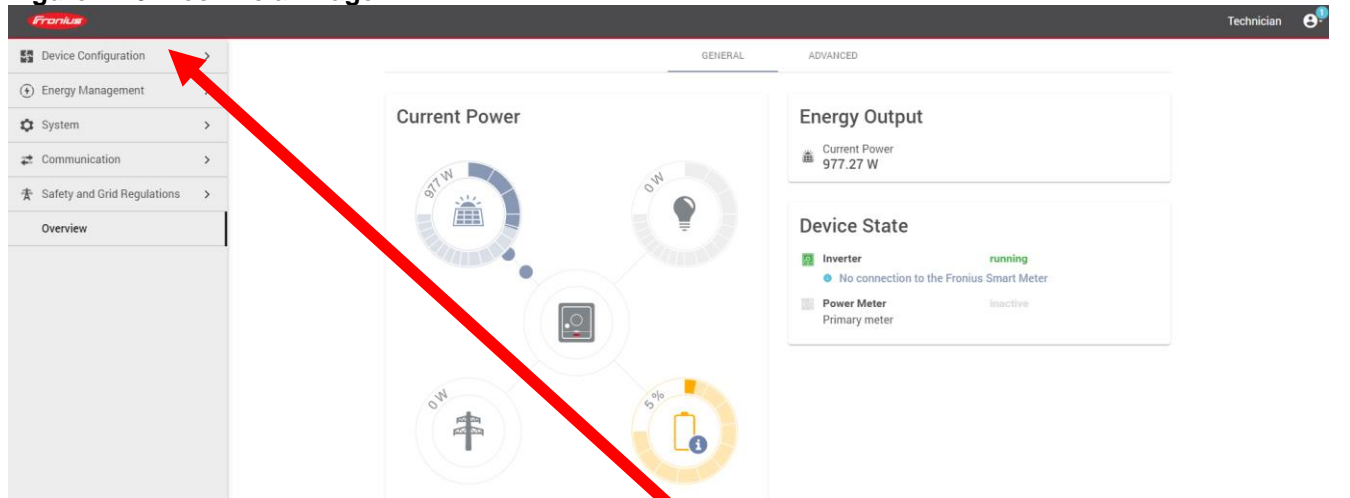 Fronius
Technician
1
Device Configuration
Energy Management
System
Communication
Safety and Grid Regulations
Overview
GENERAL ADVANCED
Current Power
977 W
0 W
0 W
5 %
Energy Output
Current Power
977.27 W
Device State
Inverter running
No connection to the Fronius Smart Meter
Power Meter inactive
Primary meter